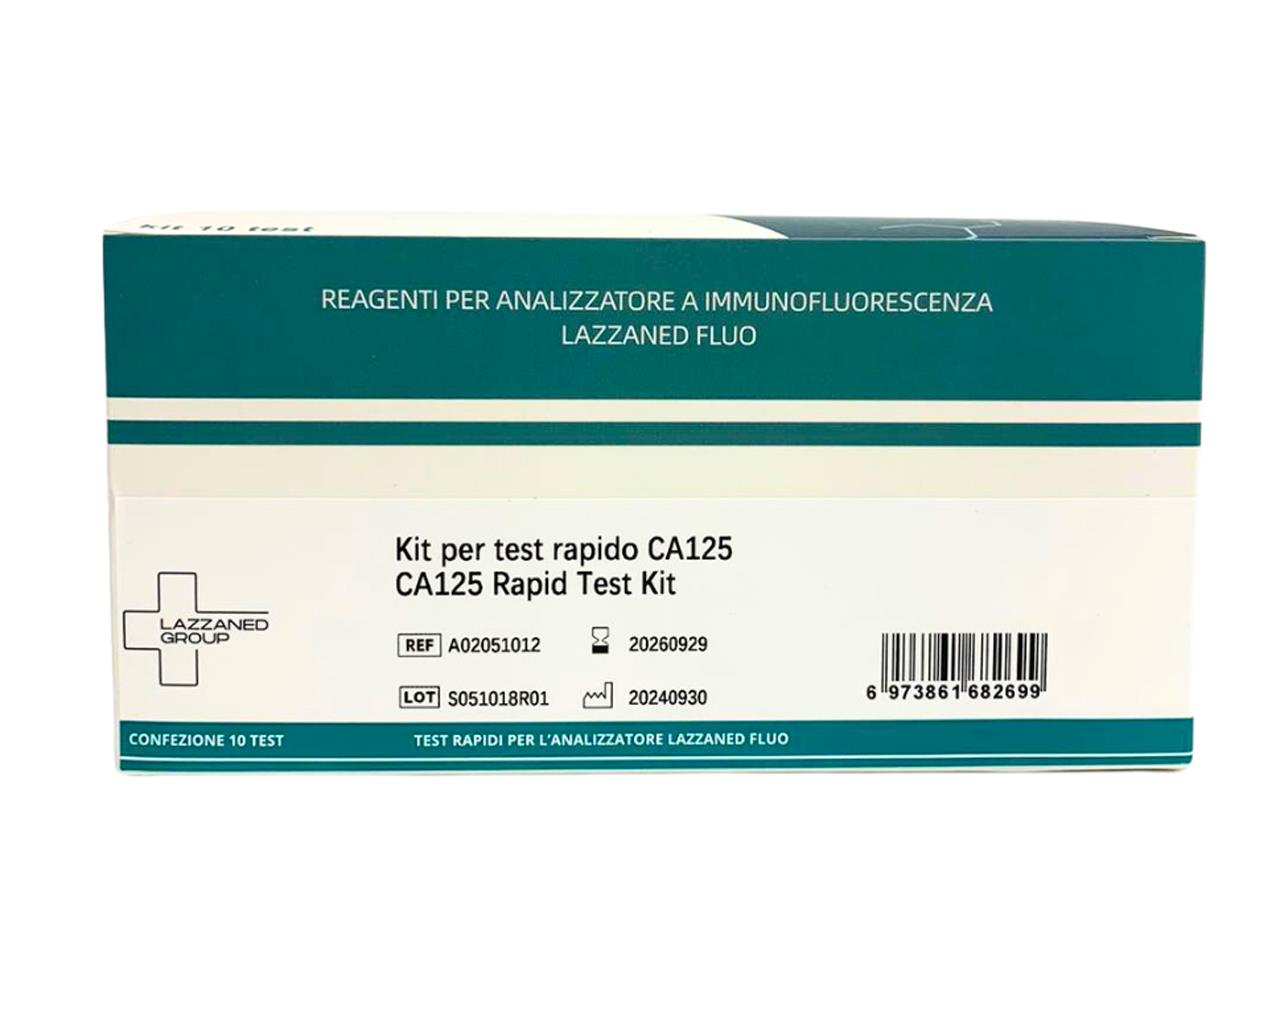 Kit 10 test
REAGENTI PER ANALIZZATORE A IMMUNOFLUORESCENZA
LAZZANED FLUO
Kit per test rapido CA125
CA125 Rapid Test Kit
LAZZANED
GROUP
REF A02051012 20260929
LOT S051018R01 20240930
6 973861 682699
CONFEZIONE 10 TEST TEST RAPIDI PER L'ANALIZZATORE LAZZANED FLUO